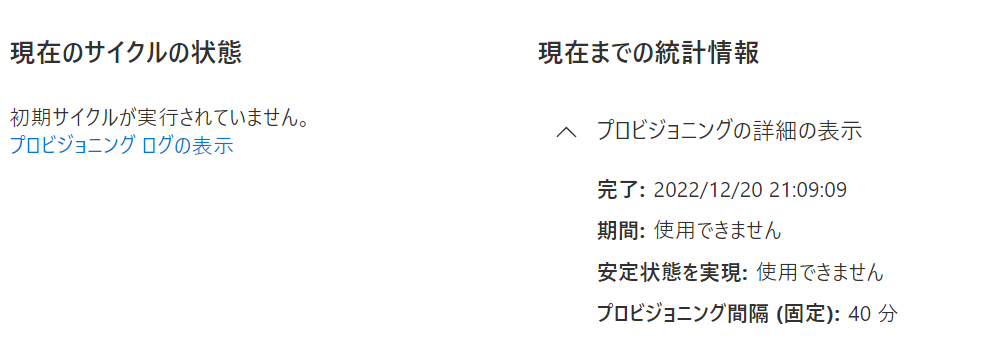 現在のサイクルの状態
初期サイクルが実行されていません。
プロビジョニング ログの表示
現在までの統計情報
プロビジョニングの詳細の表示
完了: 2022/12/20 21:09:09
期間: 使用できません
安定状態を実現: 使用できません
プロビジョニング間隔 (固定): 40 分